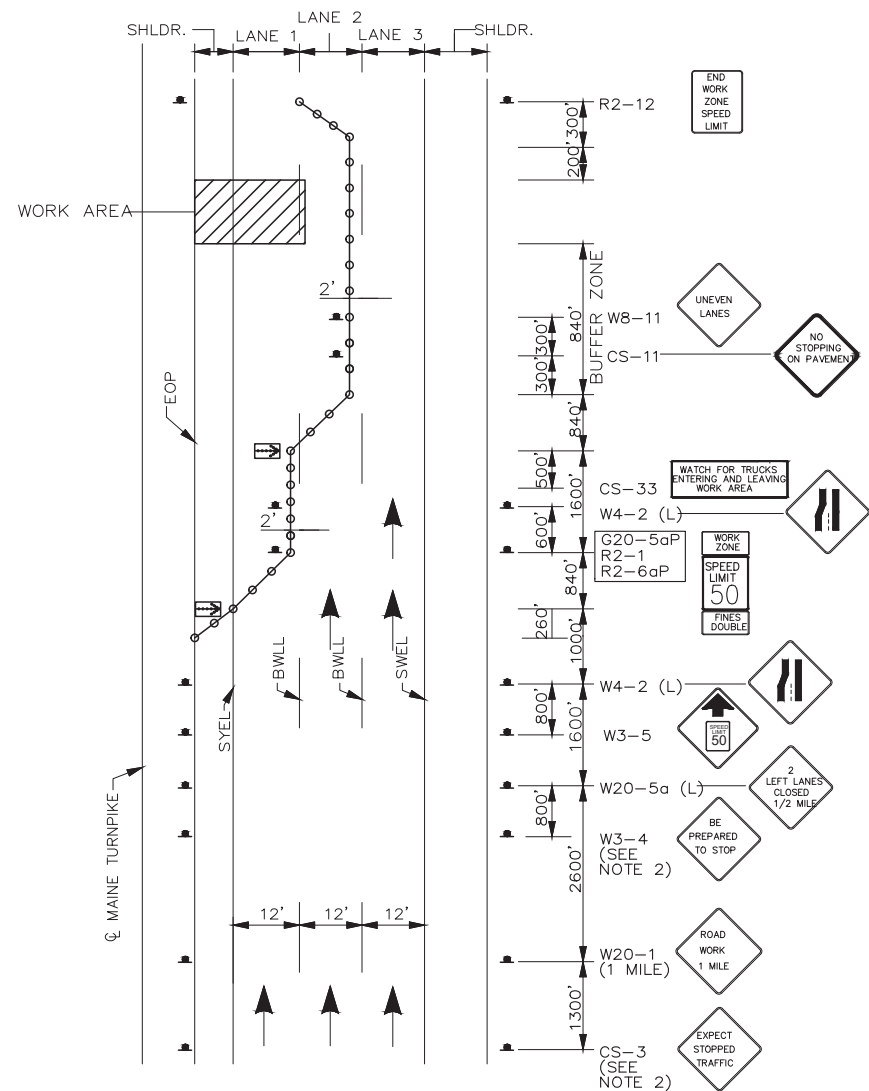 LANE 2
SHLDR.
LANE 1
LANE 3
SHLDR.
R2-12
END
WORK
ZONE
SPEED
LIMIT
300'
200'
WORK AREA
2'
BUFFER ZONE
840'
W8-11
UNEVEN
LANES
300'
CS-11
NO
STOPPING
ON PAVEMENT
300'
EOP
840'
500'
1600'
CS-33
WATCH FOR TRUCKS
ENTERING AND LEAVING
WORK AREA
W4-2 (L)
600'
2'
G20-5aP
R2-1
R2-6aP
WORK
ZONE
SPEED
LIMIT
50
FINES
DOUBLE
840'
260'
1000'
BWLL
BWLL
SWEL
SYEL
W4-2 (L)
800'
1600'
W3-5
SPEED
LIMIT
50
W20-5a (L)
2
LEFT LANES
CLOSED
1/2 MILE
800'
W3-4
(SEE
NOTE 2)
BE
PREPARED
TO STOP
2600'
℄ MAINE TURNPIKE
12'
12'
12'
W20-1
(1 MILE)
ROAD
WORK
1 MILE
1300'
CS-3
(SEE
NOTE 2)
EXPECT
STOPPED
TRAFFIC